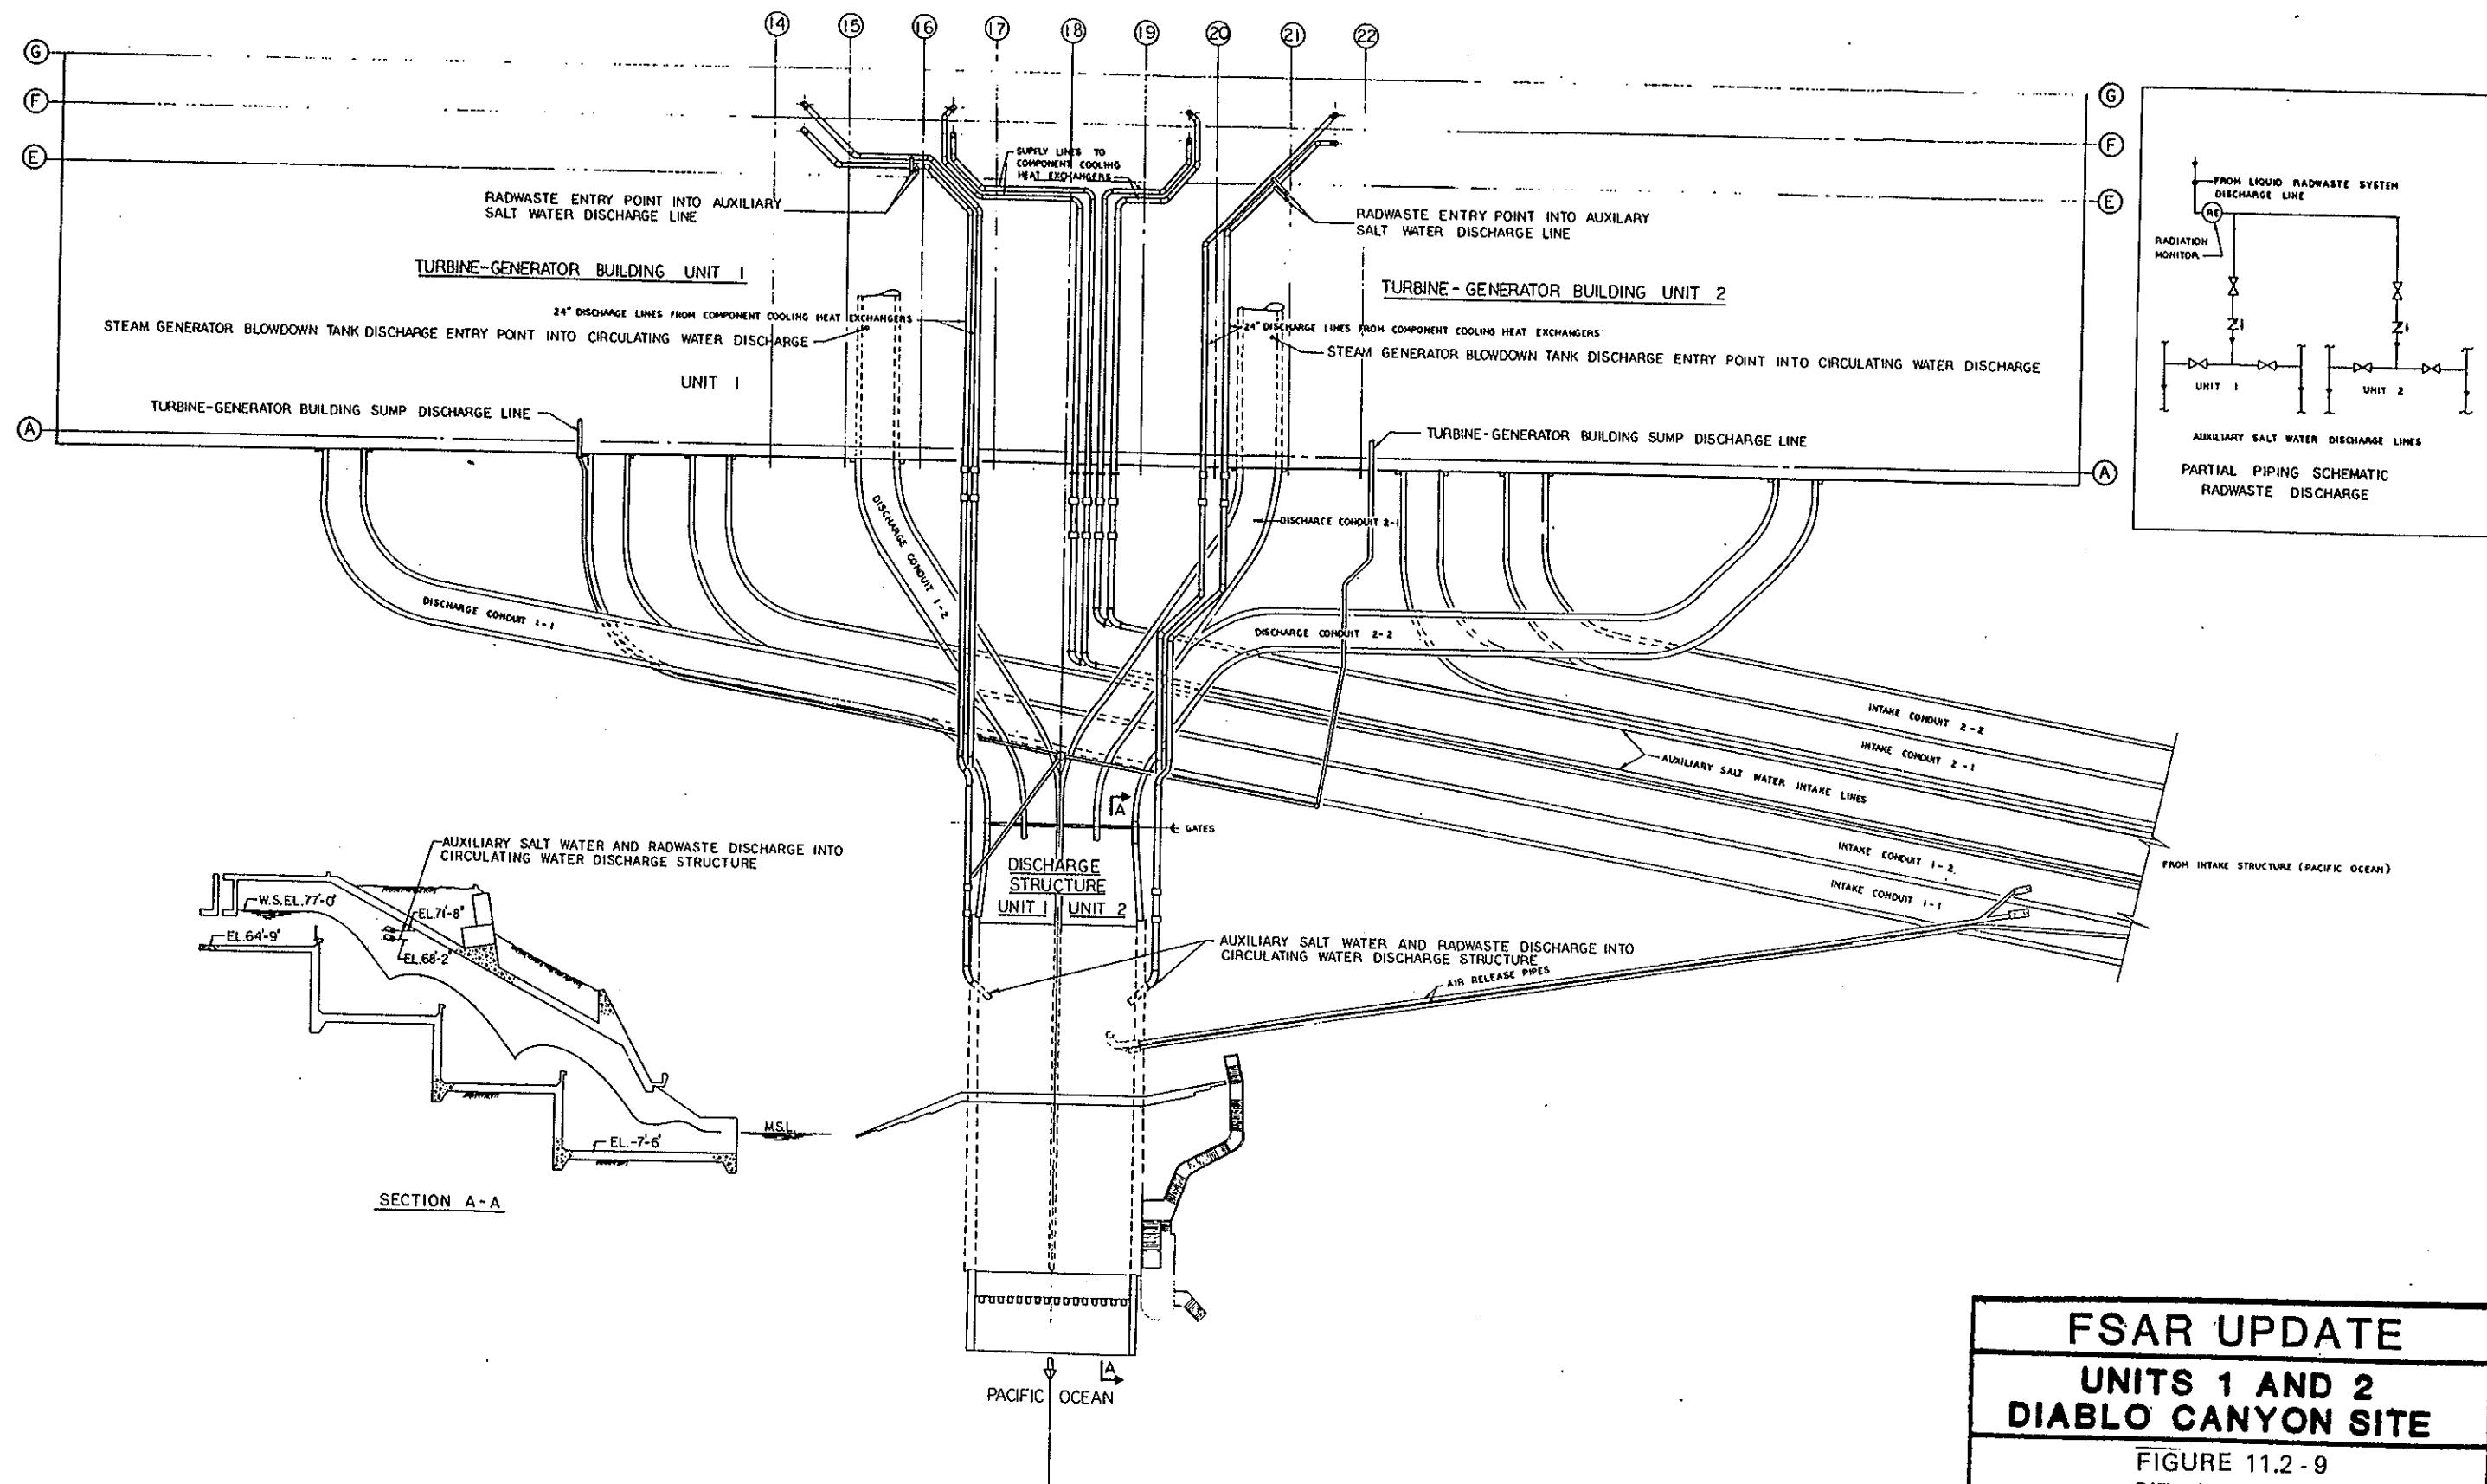 14 15 16 17 18 19 20 21 22
G
G
F
F
E
E
SUPPLY LINES TO
COMPONENT COOLING
HEAT EXCHANGERS
RADWASTE ENTRY POINT INTO AUXILIARY
SALT WATER DISCHARGE LINE
RADWASTE ENTRY POINT INTO AUXILARY
SALT WATER DISCHARGE LINE
FROM LIQUID RADWASTE SYSTEM
DISCHARGE LINE
RE
RADIATION
MONITOR
UNIT 1
UNIT 2
AUXILIARY SALT WATER DISCHARGE LINES
PARTIAL PIPING SCHEMATIC
RADWASTE DISCHARGE
TURBINE-GENERATOR BUILDING UNIT 1
TURBINE-GENERATOR BUILDING UNIT 2
24" DISCHARGE LINES FROM COMPONENT COOLING HEAT EXCHANGERS
STEAM GENERATOR BLOWDOWN TANK DISCHARGE ENTRY POINT INTO CIRCULATING WATER DISCHARGE
24" DISCHARGE LINES FROM COMPONENT COOLING HEAT EXCHANGERS
STEAM GENERATOR BLOWDOWN TANK DISCHARGE ENTRY POINT INTO CIRCULATING WATER DISCHARGE
UNIT 1
TURBINE-GENERATOR BUILDING SUMP DISCHARGE LINE
TURBINE-GENERATOR BUILDING SUMP DISCHARGE LINE
A
A
DISCHARGE CONDUIT 1-1
DISCHARGE CONDUIT 1-2
DISCHARGE CONDUIT 2-1
DISCHARGE CONDUIT 2-2
INTAKE CONDUIT 2-2
INTAKE CONDUIT 2-1
AUXILIARY SALT WATER INTAKE LINES
INTAKE CONDUIT 1-2
INTAKE CONDUIT 1-1
FROM INTAKE STRUCTURE (PACIFIC OCEAN)
A
℄ GATES
DISCHARGE
STRUCTURE
UNIT 1 UNIT 2
AUXILIARY SALT WATER AND RADWASTE DISCHARGE INTO
CIRCULATING WATER DISCHARGE STRUCTURE
AIR RELEASE PIPES
AUXILIARY SALT WATER AND RADWASTE DISCHARGE INTO
CIRCULATING WATER DISCHARGE STRUCTURE
W.S.EL.77'-0"
EL.71'-8"
EL.64'-9"
EL.68'-2"
EL.-7'-6"
M.S.L.
SECTION A-A
A
PACIFIC OCEAN
FSAR UPDATE
UNITS 1 AND 2
DIABLO CANYON SITE
FIGURE 11.2-9